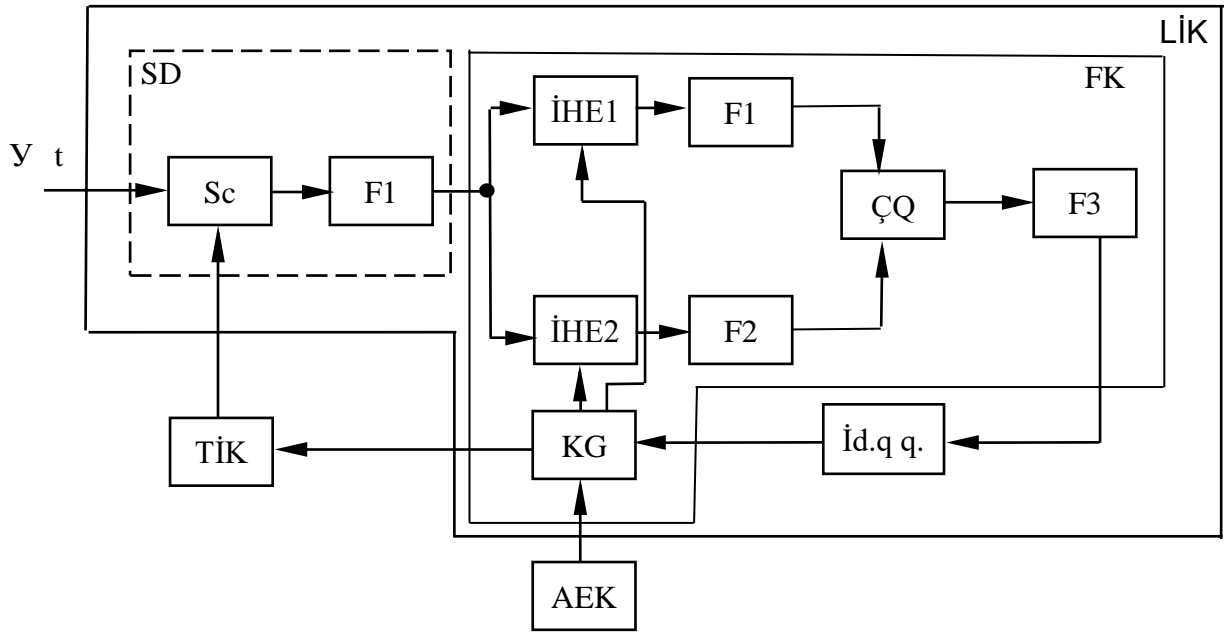 LİK
SD
FK
İHE1
F1
У t
Sc
F1
ÇQ
F3
İHE2
F2
TİK
KG
İd.q q.
AEK